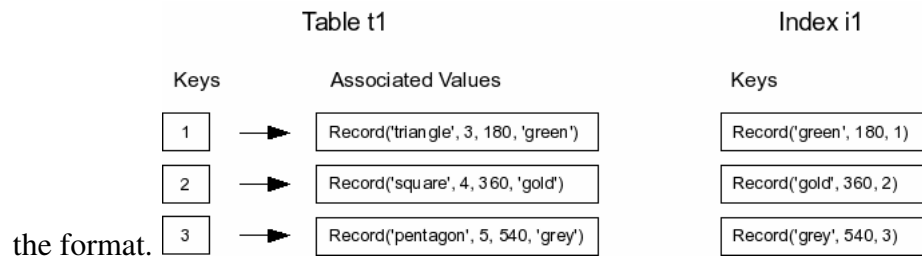 Table t1 Index i1
Keys Associated Values Keys
1 Record('triangle', 3, 180, 'green') Record('green', 180, 1)
2 Record('square', 4, 360, 'gold') Record('gold', 360, 2)
the format. 3 Record('pentagon', 5, 540, 'grey') Record('grey', 540, 3)